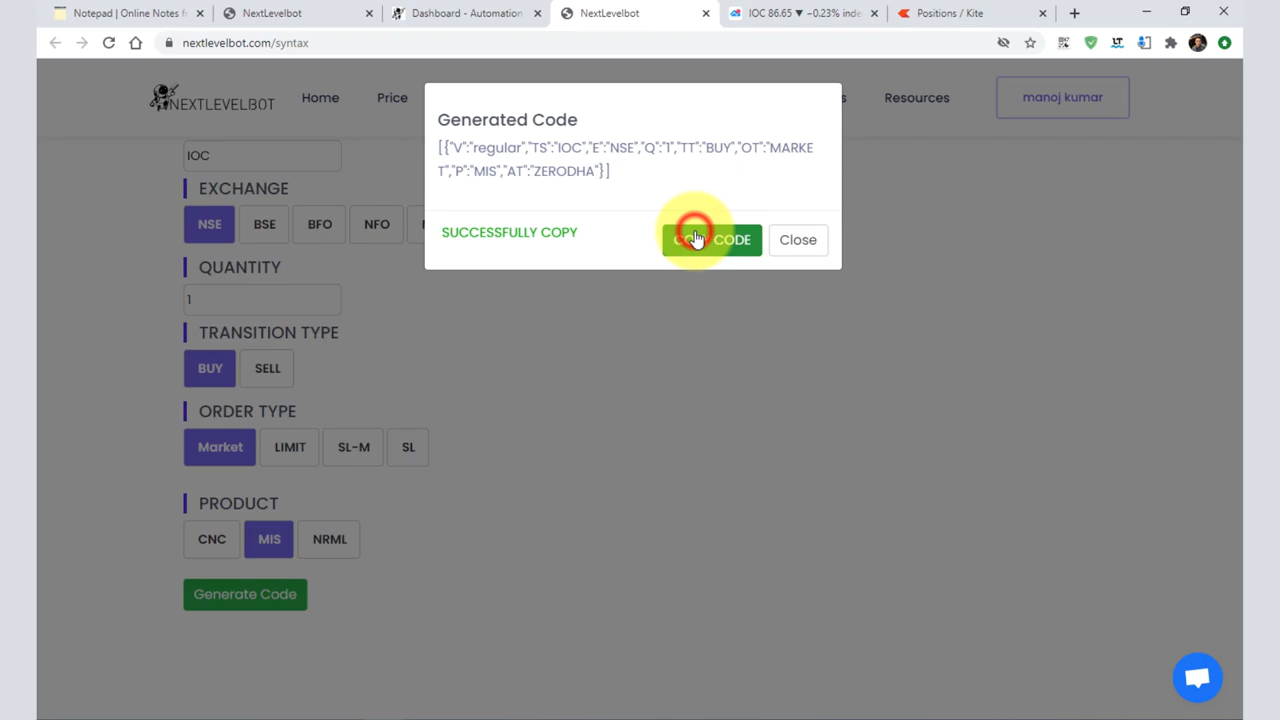 Notepad | Online Notes f
NextLevelbot
Dashboard - Automation
NextLevelbot
IOC 86.65 ▼ −0.23% inde
Positions / Kite
nextlevelbot.com/syntax
NEXTLEVELBOT
Home
Price
s
Resources
manoj kumar
Generated Code
[{"V":"regular","TS":"IOC","E":"NSE","Q":"1","TT":"BUY","OT":"MARKE
T","P":"MIS","AT":"ZERODHA"}]
SUCCESSFULLY COPY
COPY CODE
Close
IOC
EXCHANGE
NSE
BSE
BFO
NFO
QUANTITY
1
TRANSITION TYPE
BUY
SELL
ORDER TYPE
Market
LIMIT
SL-M
SL
PRODUCT
CNC
MIS
NRML
Generate Code